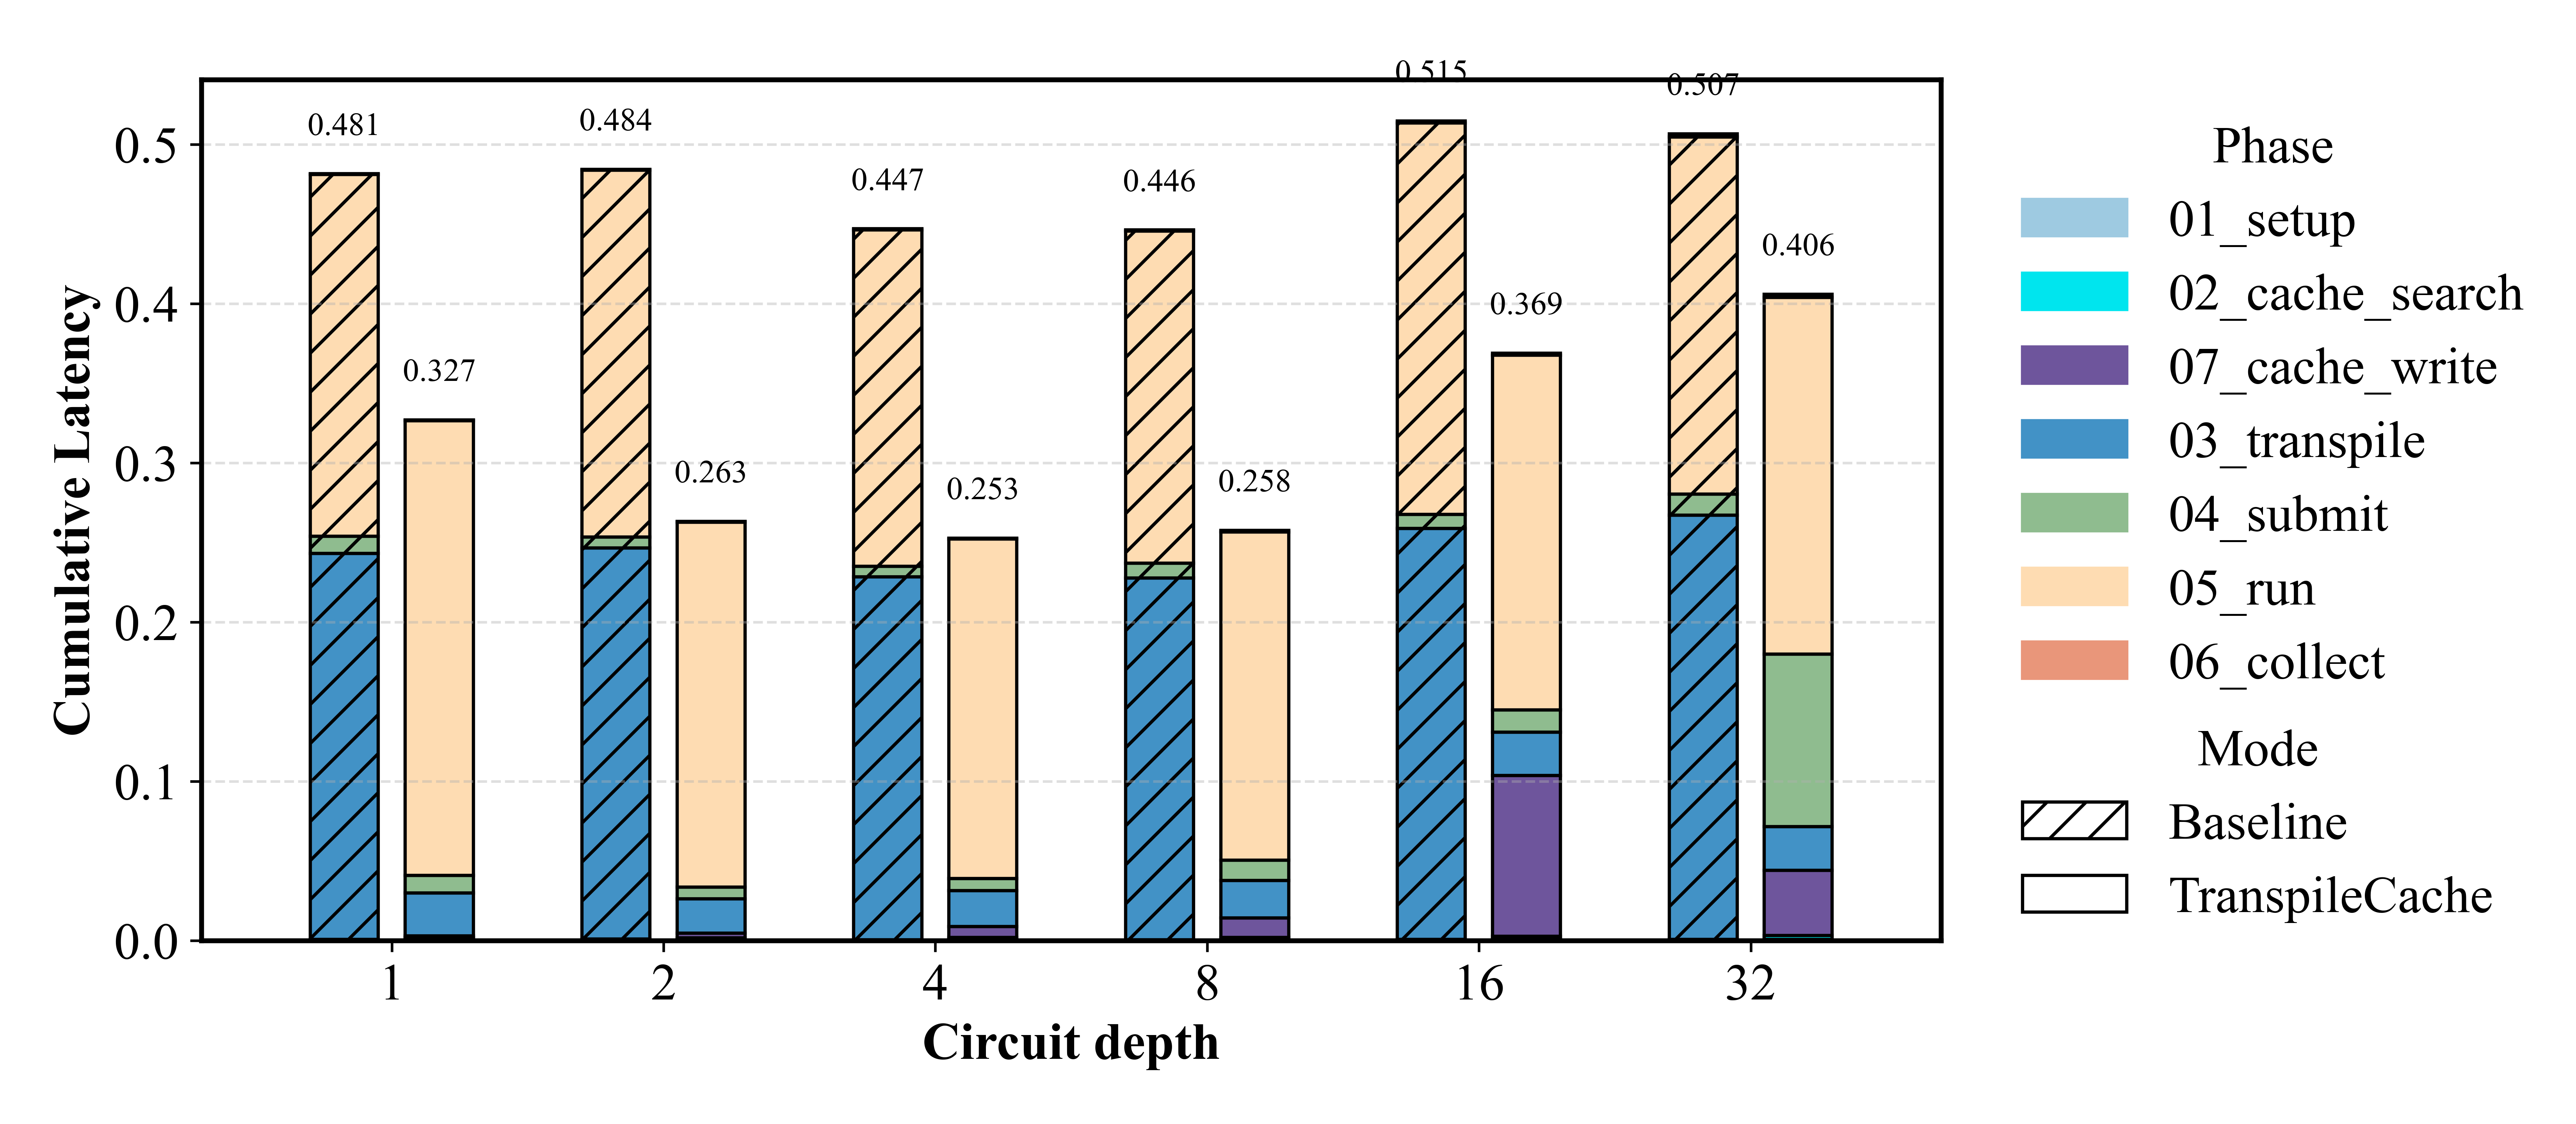 0.515
0.507
0.481
0.484
0.447
0.446
0.406
0.369
0.327
0.263
0.253
0.258
Cumulative Latency
0.5
0.4
0.3
0.2
0.1
0.0
1
2
4
8
16
32
Circuit depth
Phase
01_setup
02_cache_search
07_cache_write
03_transpile
04_submit
05_run
06_collect
Mode
Baseline
TranspileCache